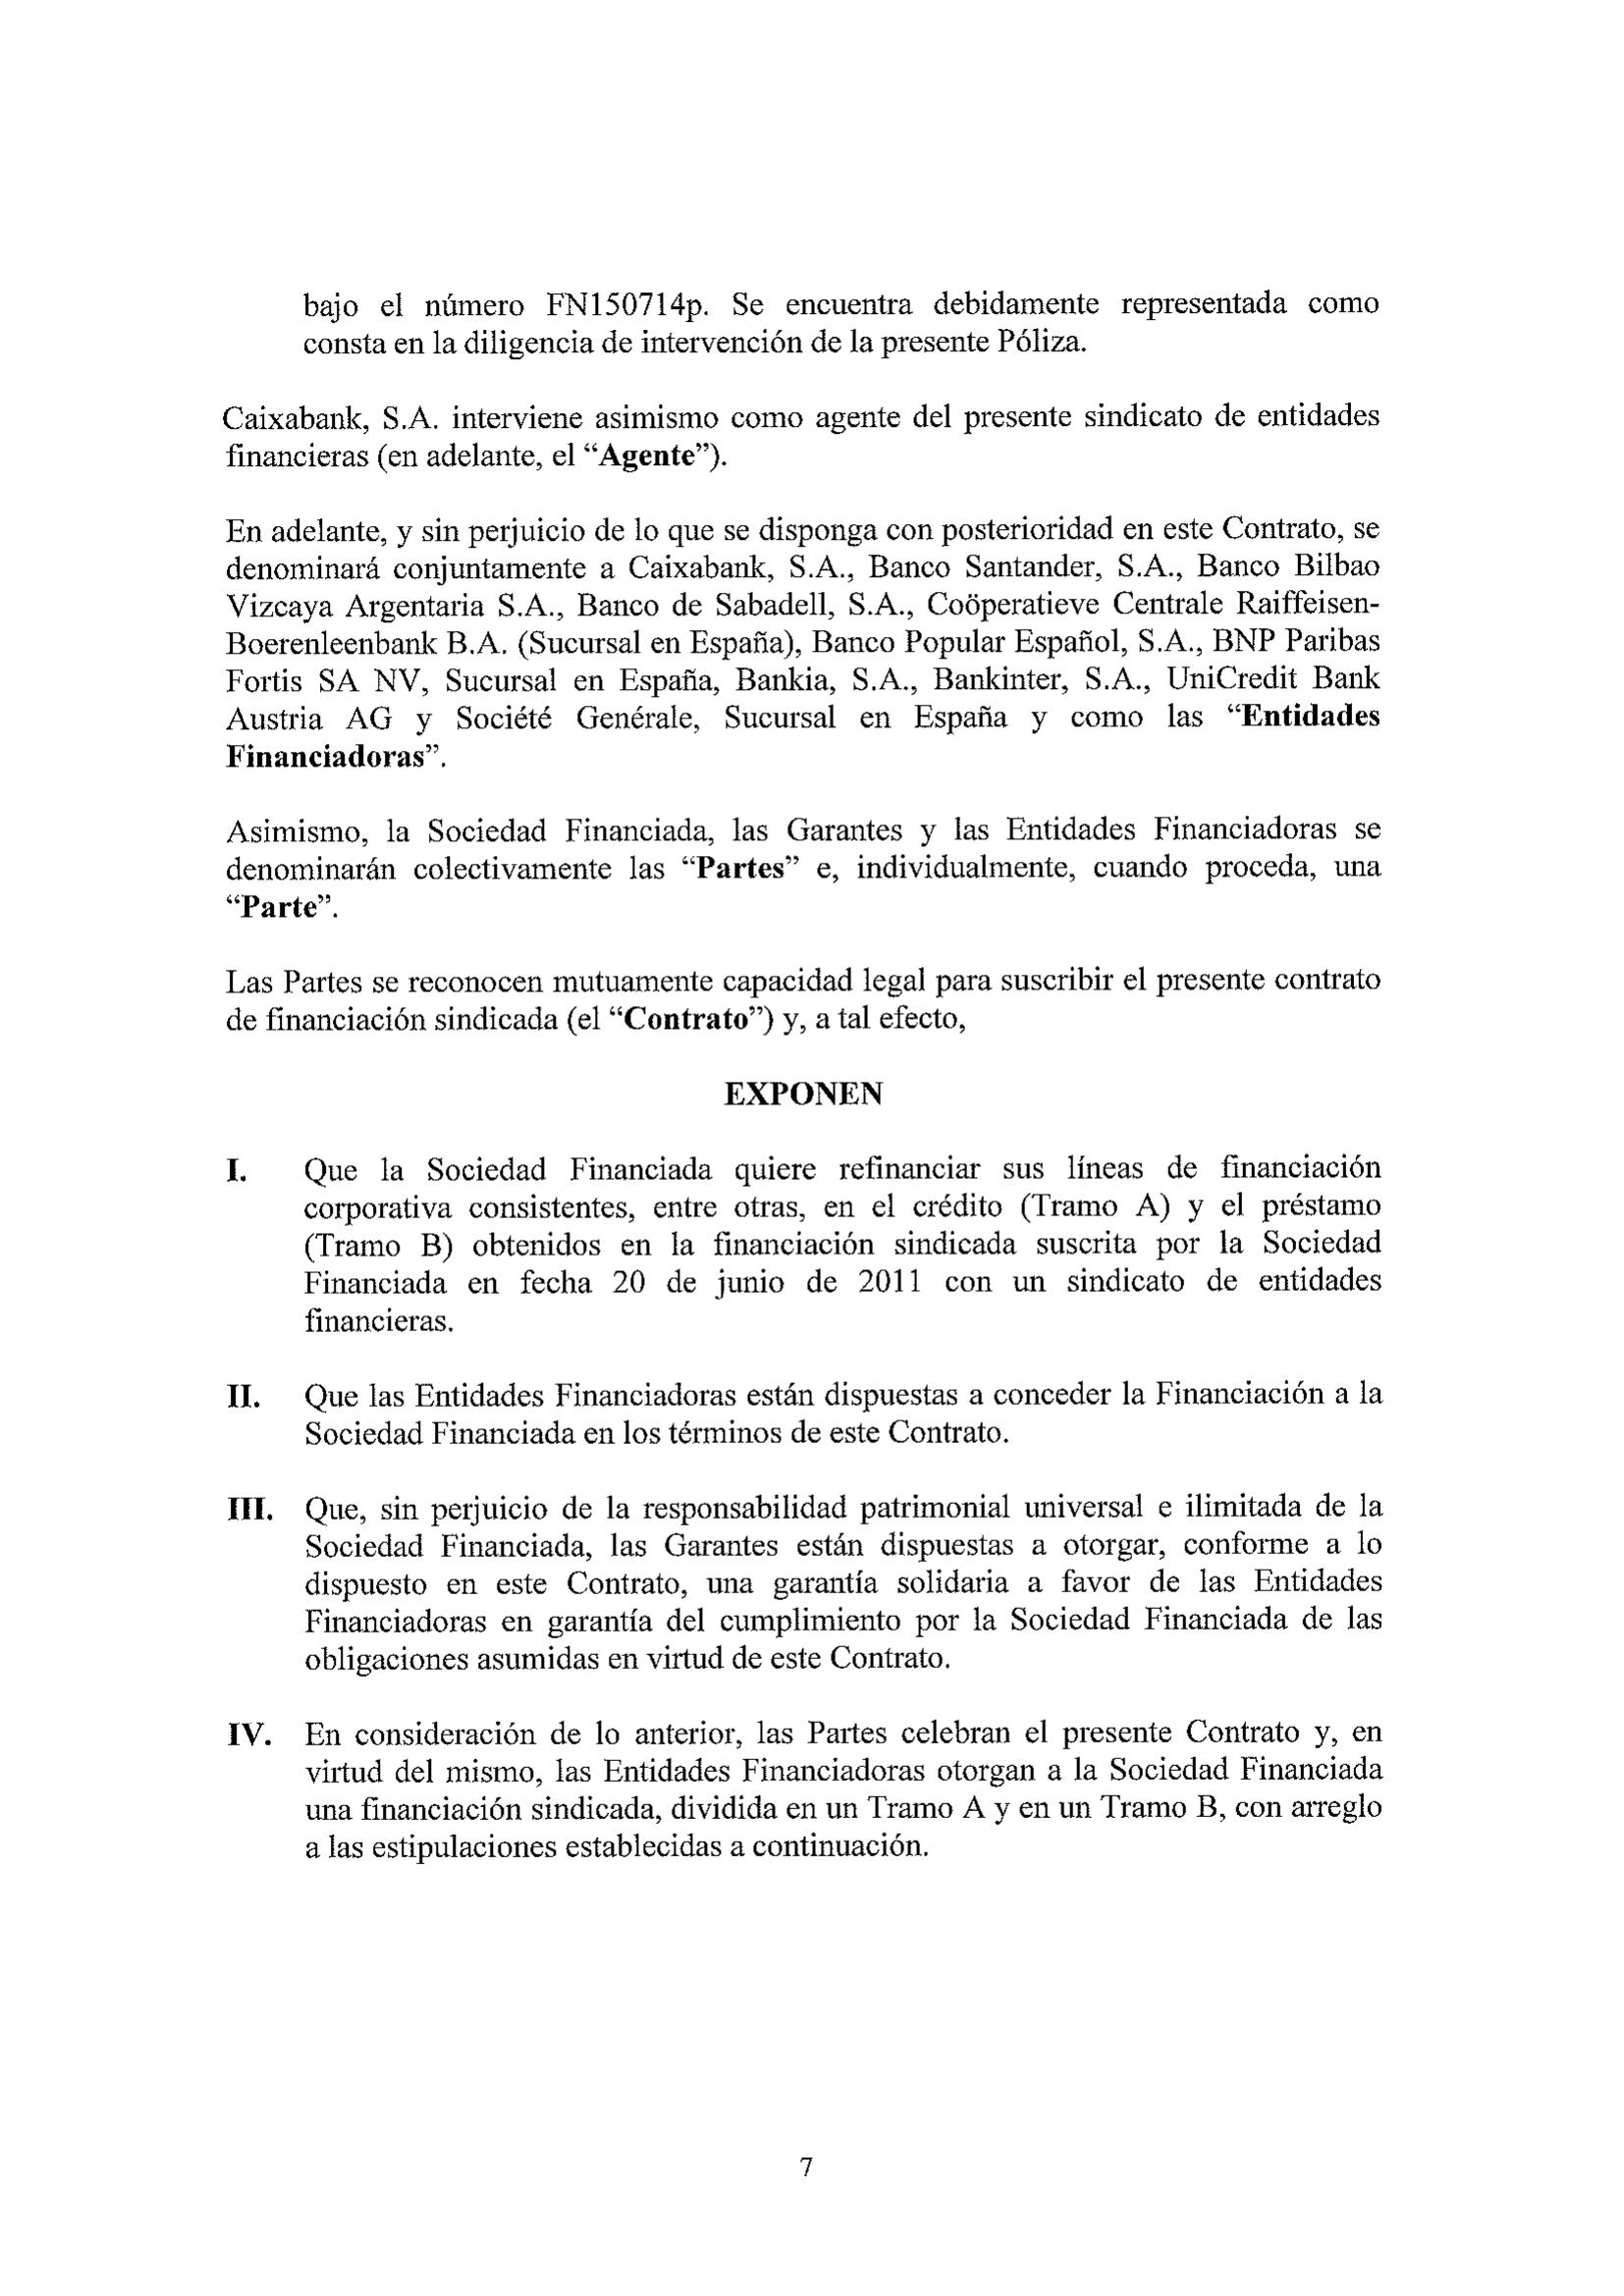 bajo el número FN150714p. Se encuentra debidamente representada como
consta en la diligencia de intervención de la presente Póliza.
Caixabank, S.A. interviene asimismo como agente del presente sindicato de entidades
financieras (en adelante, el “Agente”).
En adelante, y sin perjuicio de lo que se disponga con posterioridad en este Contrato, se
denominará conjuntamente a Caixabank, S.A., Banco Santander, S.A., Banco Bilbao
Vizcaya Argentaria S.A., Banco de Sabadell, S.A., Coöperatieve Centrale Raiffeisen-
Boerenleenbank B.A. (Sucursal en España), Banco Popular Español, S.A., BNP Paribas
Fortis SA NV, Sucursal en España, Bankia, S.A., Bankinter, S.A., UniCredit Bank
Austria AG y Société Genérale, Sucursal en España y como las “Entidades
Financiadoras”.
Asimismo, la Sociedad Financiada, las Garantes y las Entidades Financiadoras se
denominarán colectivamente las “Partes” e, individualmente, cuando proceda, una
“Parte”.
Las Partes se reconocen mutuamente capacidad legal para suscribir el presente contrato
de financiación sindicada (el “Contrato”) y, a tal efecto,
EXPONEN
I. Que la Sociedad Financiada quiere refinanciar sus líneas de financiación
corporativa consistentes, entre otras, en el crédito (Tramo A) y el préstamo
(Tramo B) obtenidos en la financiación sindicada suscrita por la Sociedad
Financiada en fecha 20 de junio de 2011 con un sindicato de entidades
financieras.
II. Que las Entidades Financiadoras están dispuestas a conceder la Financiación a la
Sociedad Financiada en los términos de este Contrato.
III. Que, sin perjuicio de la responsabilidad patrimonial universal e ilimitada de la
Sociedad Financiada, las Garantes están dispuestas a otorgar, conforme a lo
dispuesto en este Contrato, una garantía solidaria a favor de las Entidades
Financiadoras en garantía del cumplimiento por la Sociedad Financiada de las
obligaciones asumidas en virtud de este Contrato.
IV. En consideración de lo anterior, las Partes celebran el presente Contrato y, en
virtud del mismo, las Entidades Financiadoras otorgan a la Sociedad Financiada
una financiación sindicada, dividida en un Tramo A y en un Tramo B, con arreglo
a las estipulaciones establecidas a continuación.
7